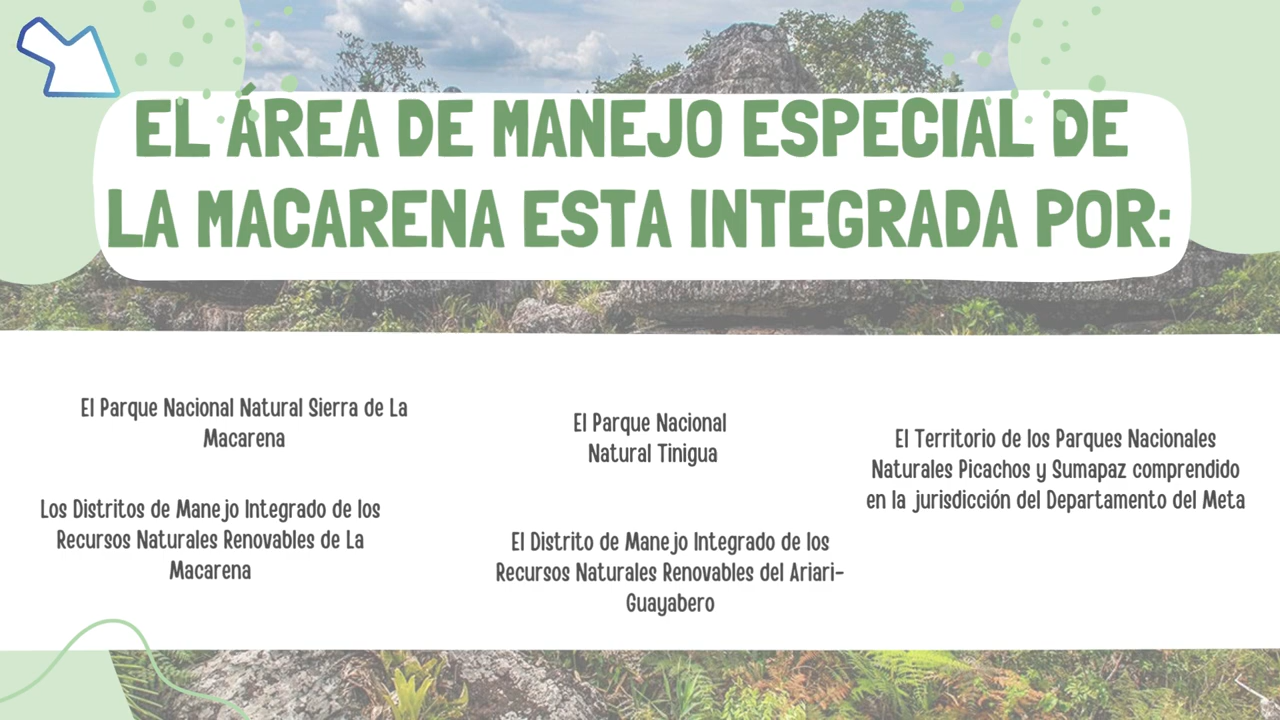 EL ÁREA DE MANEJO ESPECIAL DE
LA MACARENA ESTA INTEGRADA POR:
El Parque Nacional Natural Sierra de La
Macarena
Los Distritos de Manejo Integrado de los
Recursos Naturales Renovables de La
Macarena
El Parque Nacional
Natural Tinigua
El Distrito de Manejo Integrado de los
Recursos Naturales Renovables del Ariari-
Guayabero
El Territorio de los Parques Nacionales
Naturales Picachos y Sumapaz comprendido
en la jurisdicción del Departamento del Meta